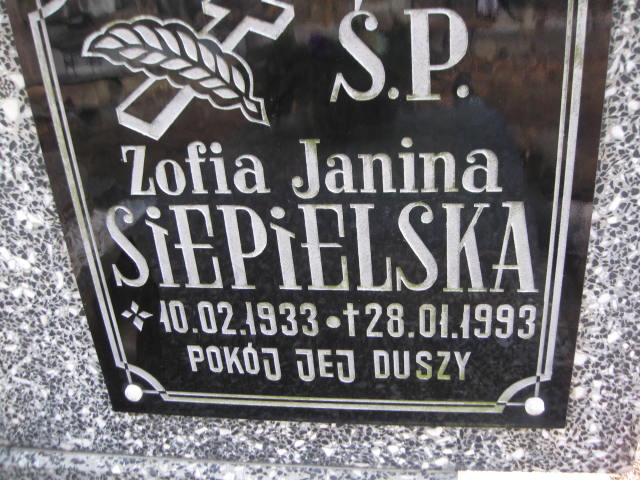 Ś.P.
Zofia Janina
SiEPiELSKA
10.02.1933 • † 28.01.1993
POKÓJ JEJ DUSZY